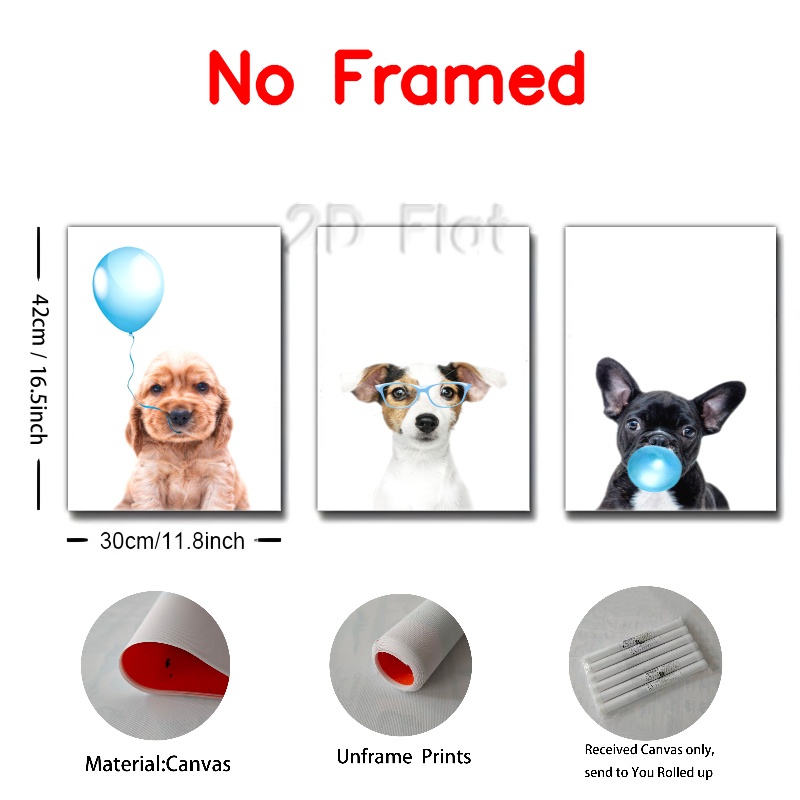 No Framed
2D Flat
42cm / 16.5inch
30cm/11.8inch
Material:Canvas
Unframe Prints
Received Canvas only,
send to You Rolled up